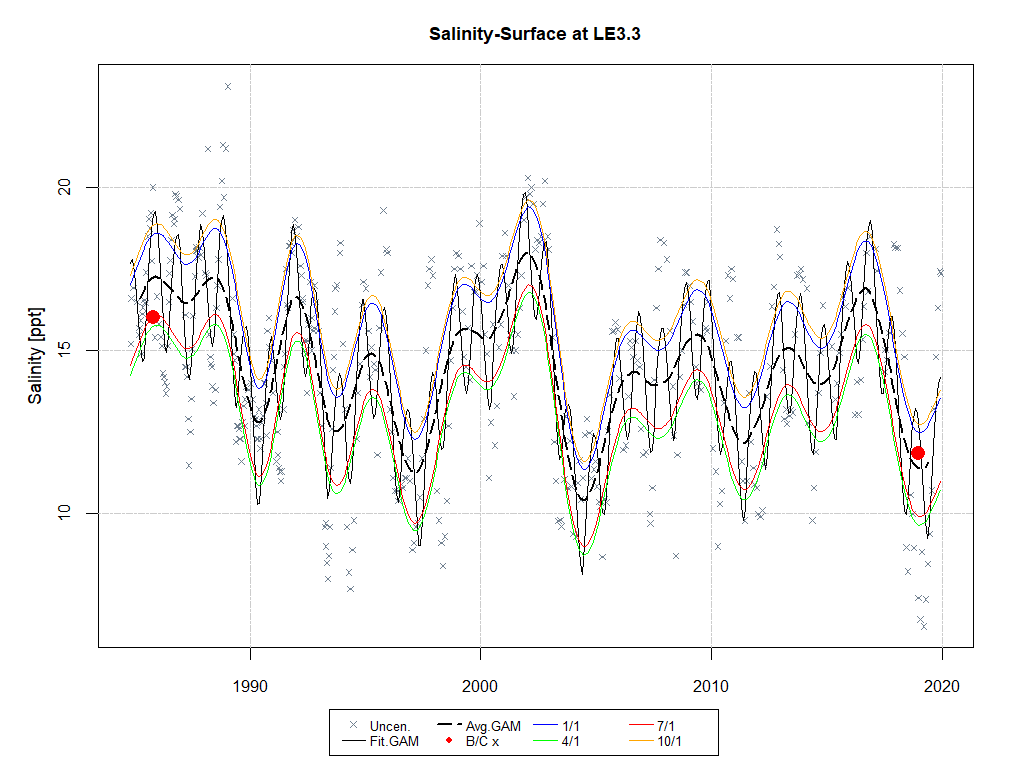 Salinity-Surface at LE3.3
Salinity [ppt]
20
15
10
1990 2000 2010 2020
Uncen. Avg.GAM 1/1 7/1
Fit.GAM B/C x 4/1 10/1